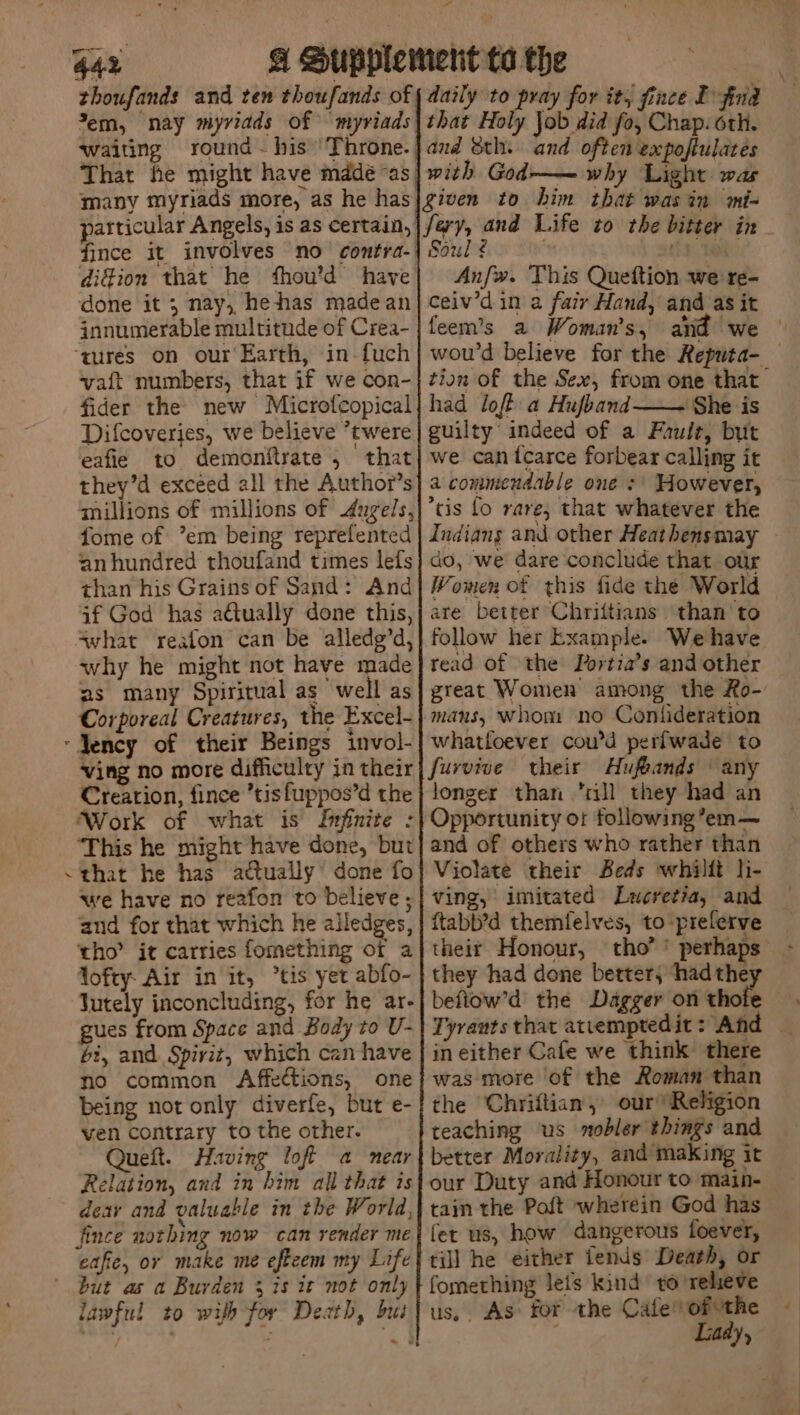 442 A Supplement to the
thouſands and ten thouſands of
'em, nay myriads of myriads
waiting round his Throne.
That he might have made as
many myriads more, as he has
particular Angels, is as certain,
ſince it involves no contra-
diction that he ſhou'd have
done it; nay, he has made an
innumerable multitude of Crea-
tures on our Earth, in ſuch
vaſt numbers, that if we con-
ſider the new Microſcopical
Diſcoveries, we believe 'twere
eaſie to demonſtrate, that
they'd exceed all the Author's
millions of millions of Angels,
ſome of 'em being repreſented
an hundred thouſand times leſs
than his Grains of Sand: And
if God has actually done this,
what reaſon can be alledg'd,
why he might not have made
as many Spiritual as well as
Corporeal Creatures, the Excel-
lency of their Beings invol-
ving no more difficulty in their
Creation, ſince 'tis ſuppos'd the
Work of what is Infinite :
This he might have done, but
that he has actually done ſo
we have no reaſon to believe;
and for that which he alledges,
tho' it carries ſomething of a
lofty Air in it, 'tis yet abſo-
lutely inconcluding, for he ar-
gues from Space and Body to U-
bi, and Spirit, which can have
no common Affections, one
being not only diverſe, but e-
ven contrary to the other.
Queſt. Having loſt a near
Relation, and in him all that is
dear and valuable in the World,
ſince nothing now can render me
eaſie, or make me eſteem my Life
but as a Burden; is it not only
lawful to wiſh for Death, but
daily to pray for it, ſince I find
that Holy Job did ſo, Chap. 6th.
and 8th. and often expoſtulates
with God—— why Light was
given to him that was in mi-
ſery, and Life to the bitter in
Soul?
Anſw. This Queſtion we re-
ceiv'd in a fair Hand, and as it
ſeem's a Woman's, and we
wou'd believe for the Reputa-
tion of the Sex, from one that
had loſt a Huſband——She is
guilty indeed of a Fault, but
we can ſcarce forbear calling it
a commendable one: However,
'tis ſo rare, that whatever the
Indians and other Heathens may
do, we dare conclude that our
Women of this ſide the World
are better Chriſtians than to
follow her Example. We have
read of the Portia's and other
great Women among the Ro-
mans, whom no Conſideration
whatſoever cou'd perſwade to
ſurvive their Huſbands any
longer than 'till they had an
Opportunity of following 'em—
and of others who rather than
Violate their Beds whilſt li-
ving, imitated Lucretia, and
ſtabb'd themſelves, to preſerve
their Honour, tho' perhaps
they had done better, had they
beſtow'd the Dagger on thoſe
Tyrants that attempted it: And
in either Caſe we think there
was more of the Roman than
the Chriſtian, our Religion
teaching us nobler things and
better Morality, and making it
our Duty and Honour to main-
tain the Poſt wherein God has
ſet us, how dangerous ſoever,
till he either ſends Death, or
ſomething leſs kind to relieve
us. As for the Caſe of the
Lady,